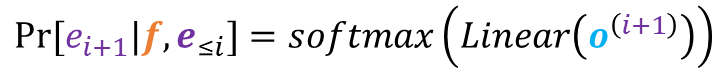 Pr[e_{i+1}|f, e_{≤i}] = softmax(Linear(o^{(i+1)}))